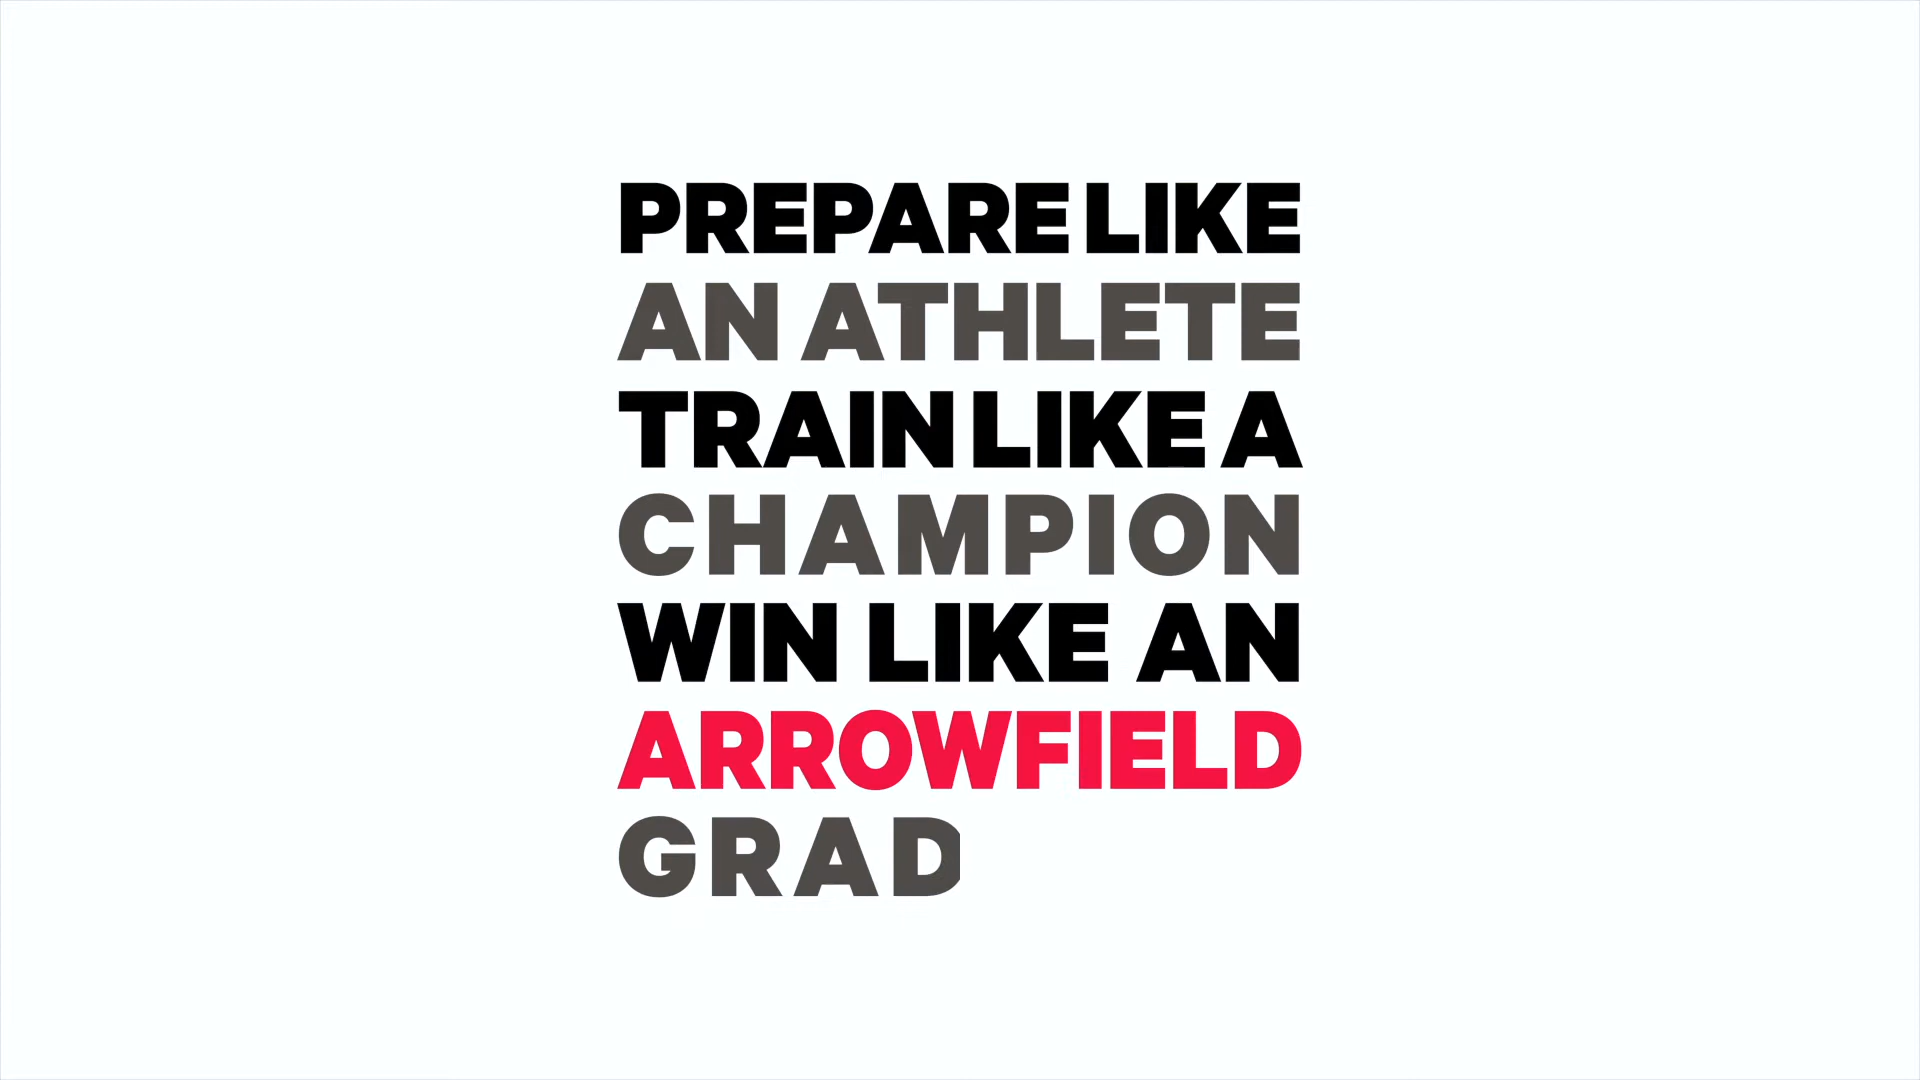 PREPARE LIKE
AN ATHLETE
TRAIN LIKE A
CHAMPION
WIN LIKE AN
ARROWFIELD
GRAD